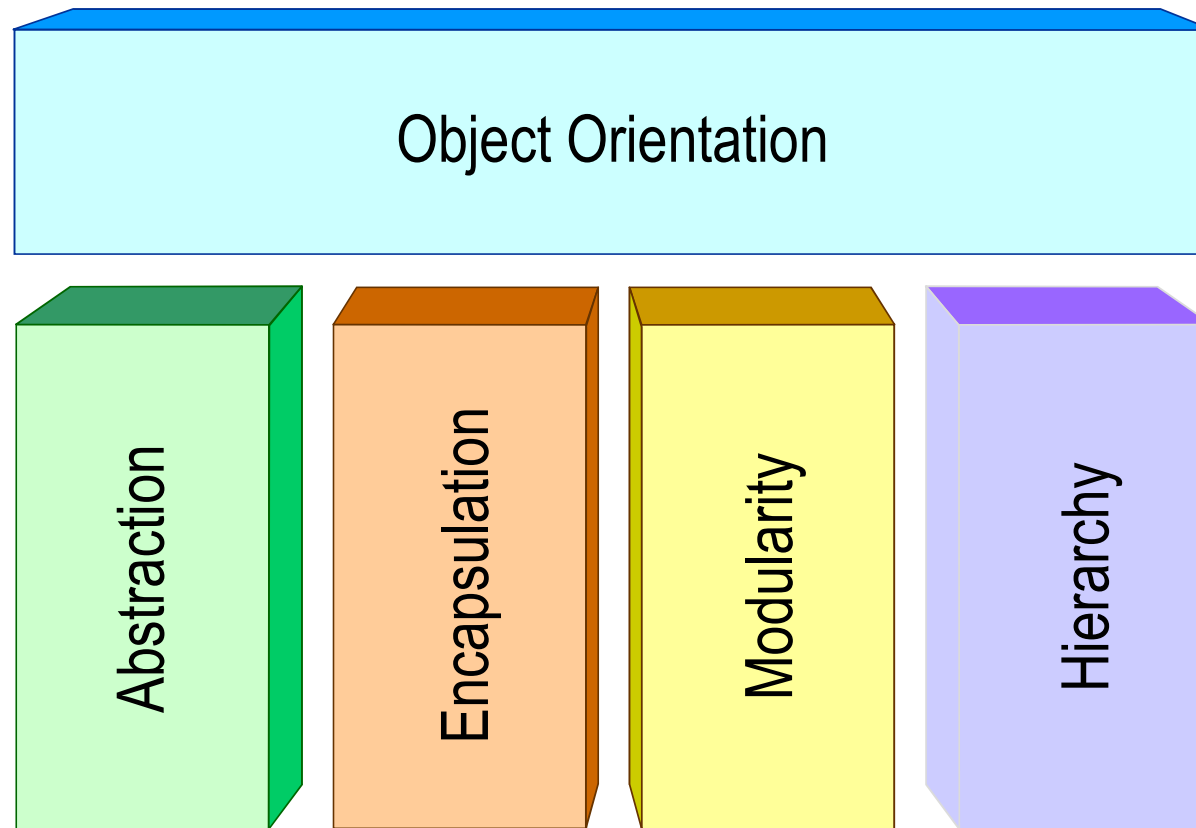 Object Orientation
Abstraction
Encapsulation
Modularity
Hierarchy